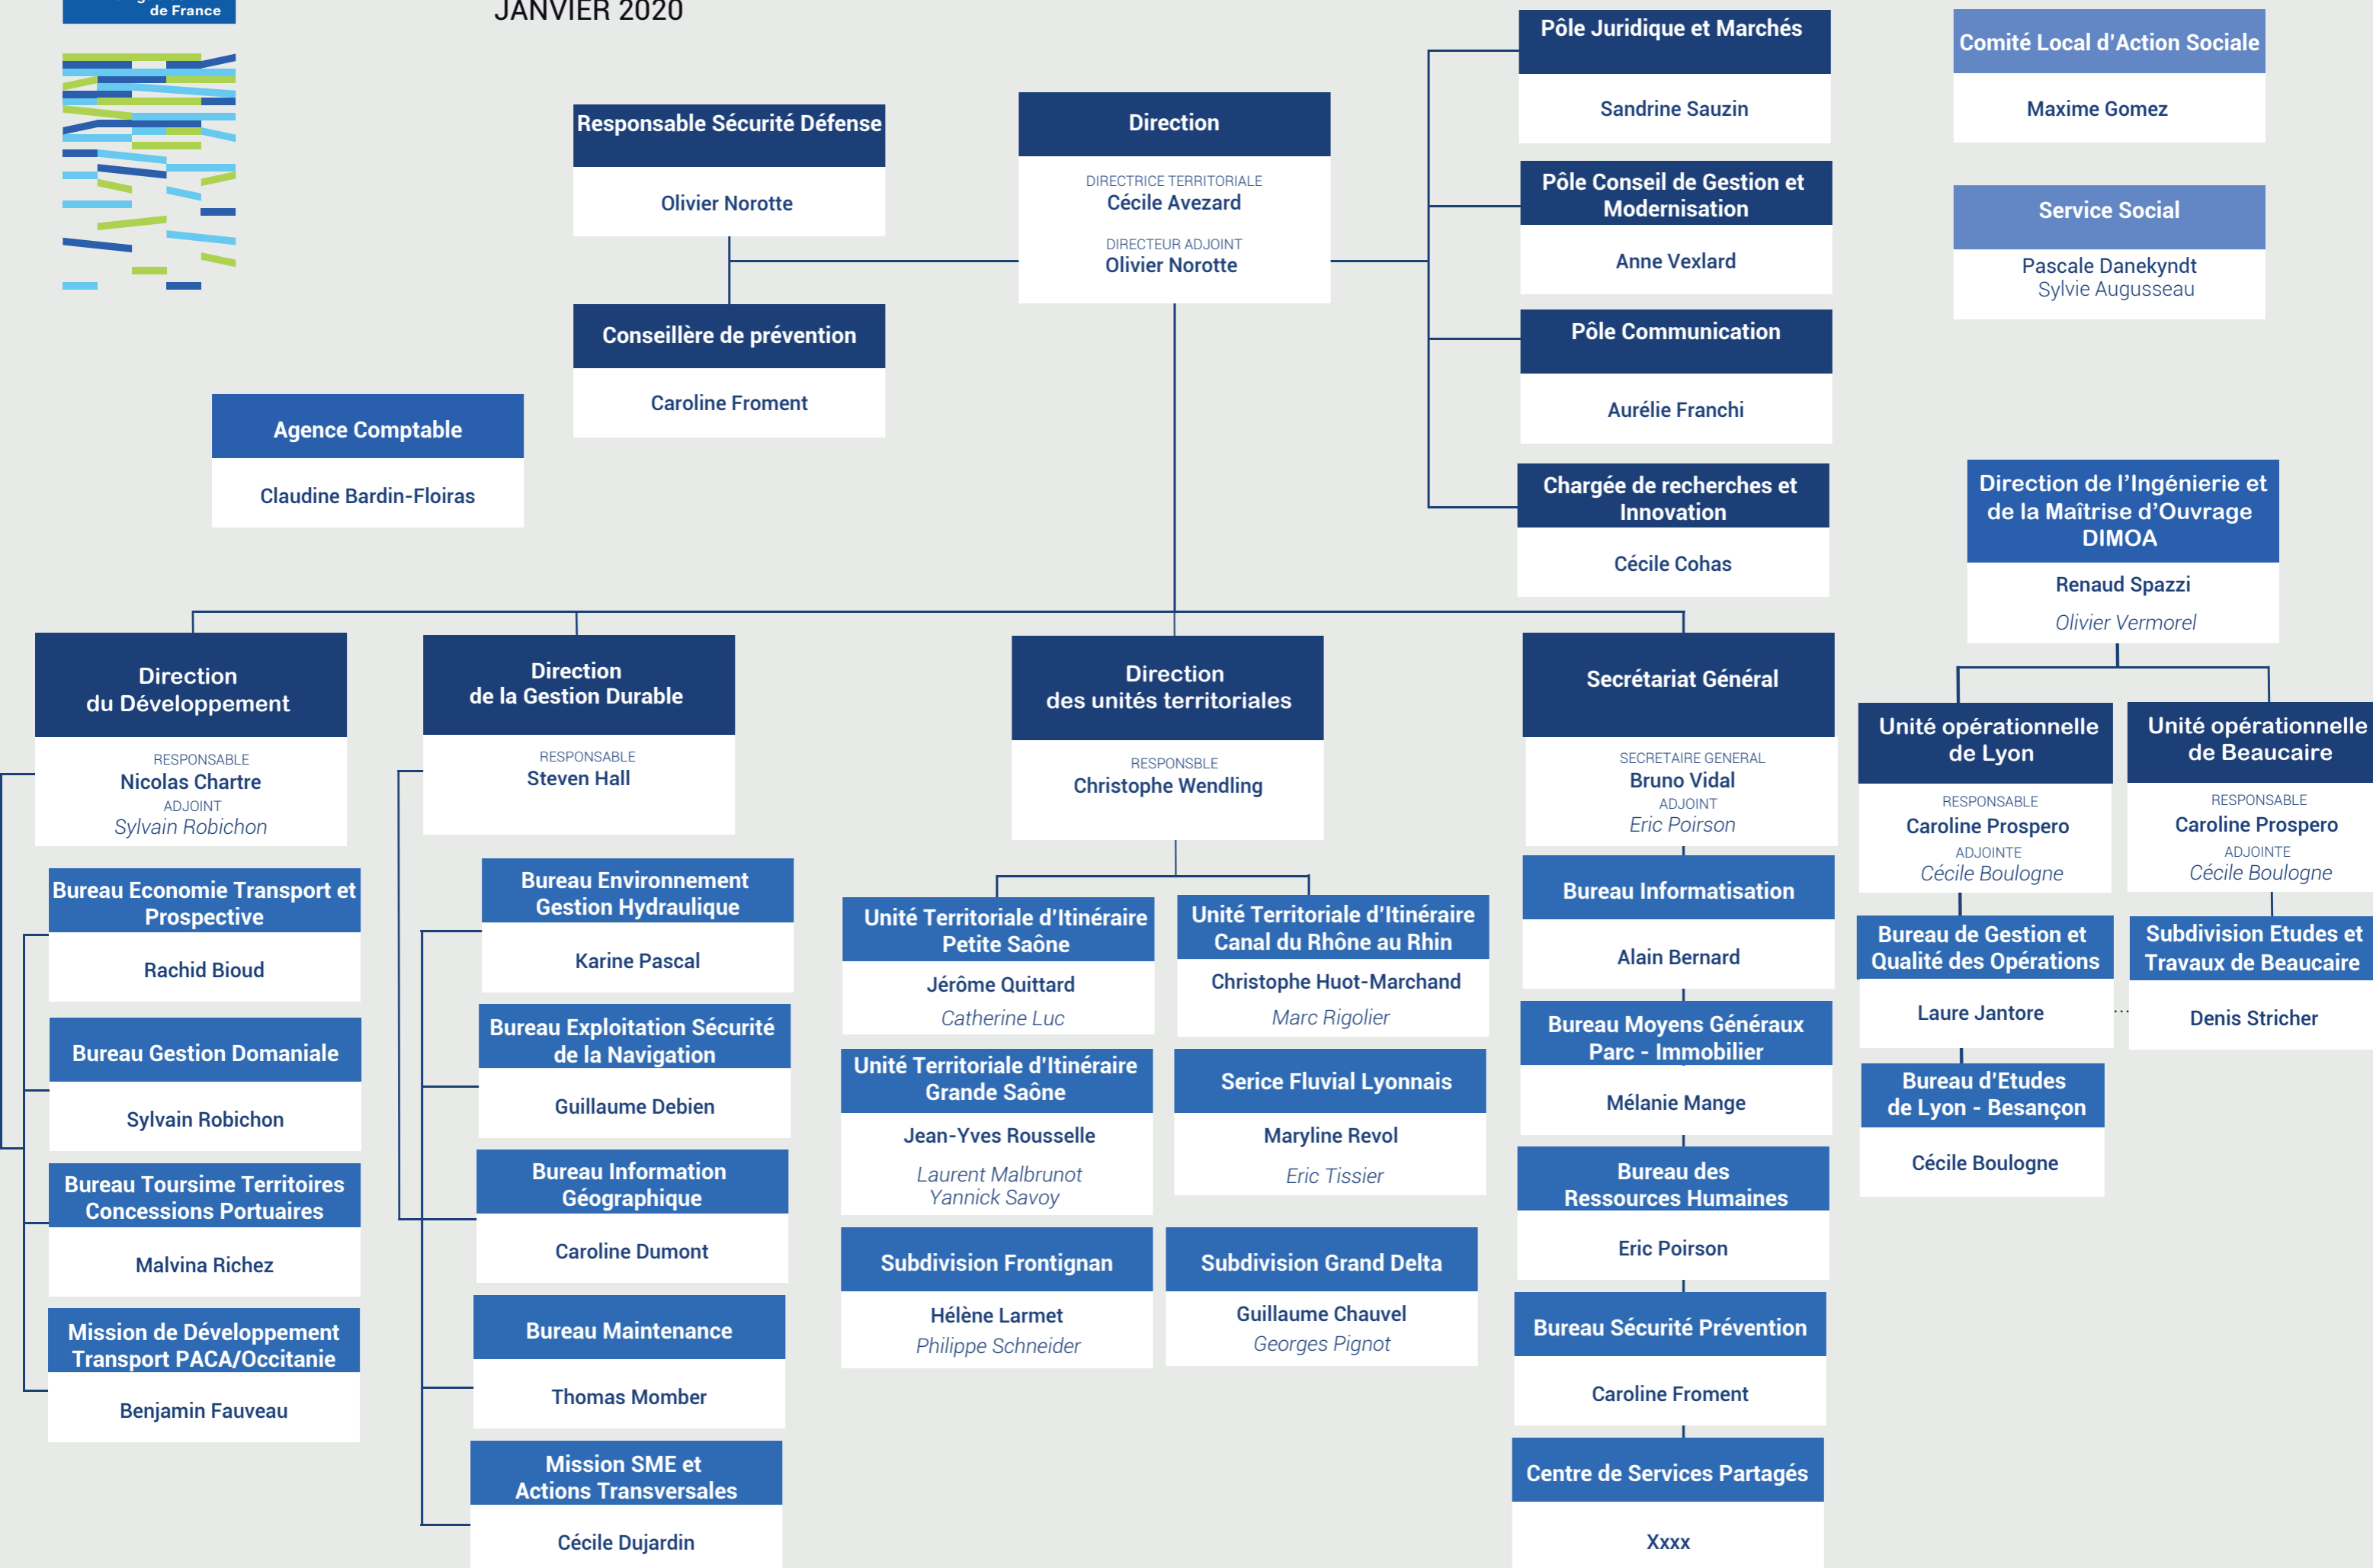 de France
JANVIER 2020
Responsable Sécurité Défense
Olivier Norotte
Conseillère de prévention
Caroline Froment
Agence Comptable
Claudine Bardin-Floiras
Direction
DIRECTRICE TERRITORIALE
Cécile Avezard
DIRECTEUR ADJOINT
Olivier Norotte
Pôle Juridique et Marchés
Sandrine Sauzin
Pôle Conseil de Gestion et
Modernisation
Anne Vexlard
Pôle Communication
Aurélie Franchi
Chargée de recherches et
Innovation
Cécile Cohas
Comité Local d'Action Sociale
Maxime Gomez
Service Social
Pascale Danekyndt
Sylvie Augusseau
Direction de l'Ingénierie et
de la Maîtrise d'Ouvrage
DIMOA
Renaud Spazzi
Olivier Vermorel
Direction
du Développement
RESPONSABLE
Nicolas Chartre
ADJOINT
Sylvain Robichon
Bureau Economie Transport et
Prospective
Rachid Bioud
Bureau Gestion Domaniale
Sylvain Robichon
Bureau Toursime Territoires
Concessions Portuaires
Malvina Richez
Mission de Développement
Transport PACA/Occitanie
Benjamin Fauveau
Direction
de la Gestion Durable
RESPONSABLE
Steven Hall
Bureau Environnement
Gestion Hydraulique
Karine Pascal
Bureau Exploitation Sécurité
de la Navigation
Guillaume Debien
Bureau Information
Géographique
Caroline Dumont
Bureau Maintenance
Thomas Momber
Mission SME et
Actions Transversales
Cécile Dujardin
Direction
des unités territoriales
RESPONSBLE
Christophe Wendling
Unité Territoriale d'Itinéraire
Petite Saône
Jérôme Quittard
Catherine Luc
Unité Territoriale d'Itinéraire
Canal du Rhône au Rhin
Christophe Huot-Marchand
Marc Rigolier
Unité Territoriale d'Itinéraire
Grande Saône
Jean-Yves Rousselle
Laurent Malbrunot
Yannick Savoy
Serice Fluvial Lyonnais
Maryline Revol
Eric Tissier
Subdivision Frontignan
Hélène Larmet
Philippe Schneider
Subdivision Grand Delta
Guillaume Chauvel
Georges Pignot
Secrétariat Général
SECRETAIRE GENERAL
Bruno Vidal
ADJOINT
Eric Poirson
Bureau Informatisation
Alain Bernard
Bureau Moyens Généraux
Parc - Immobilier
Mélanie Mange
Bureau des
Ressources Humaines
Eric Poirson
Bureau Sécurité Prévention
Caroline Froment
Centre de Services Partagés
Xxxx
Unité opérationnelle
de Lyon
RESPONSABLE
Caroline Prospero
ADJOINTE
Cécile Boulogne
Bureau de Gestion et
Qualité des Opérations
Laure Jantore
Bureau d'Etudes
de Lyon - Besançon
Cécile Boulogne
Unité opérationnelle
de Beaucaire
RESPONSABLE
Caroline Prospero
ADJOINTE
Cécile Boulogne
Subdivision Etudes et
Travaux de Beaucaire
Denis Stricher